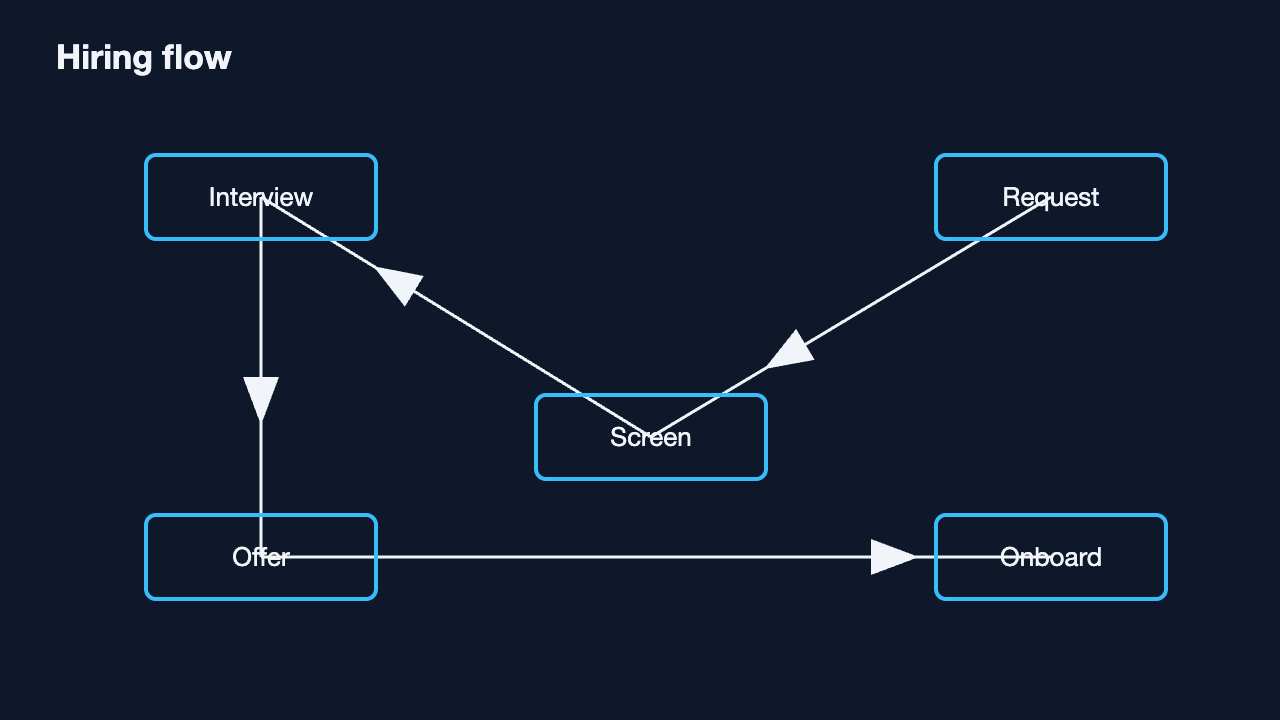 Hiring flow
Interview
Request
Screen
Offer
Onboard